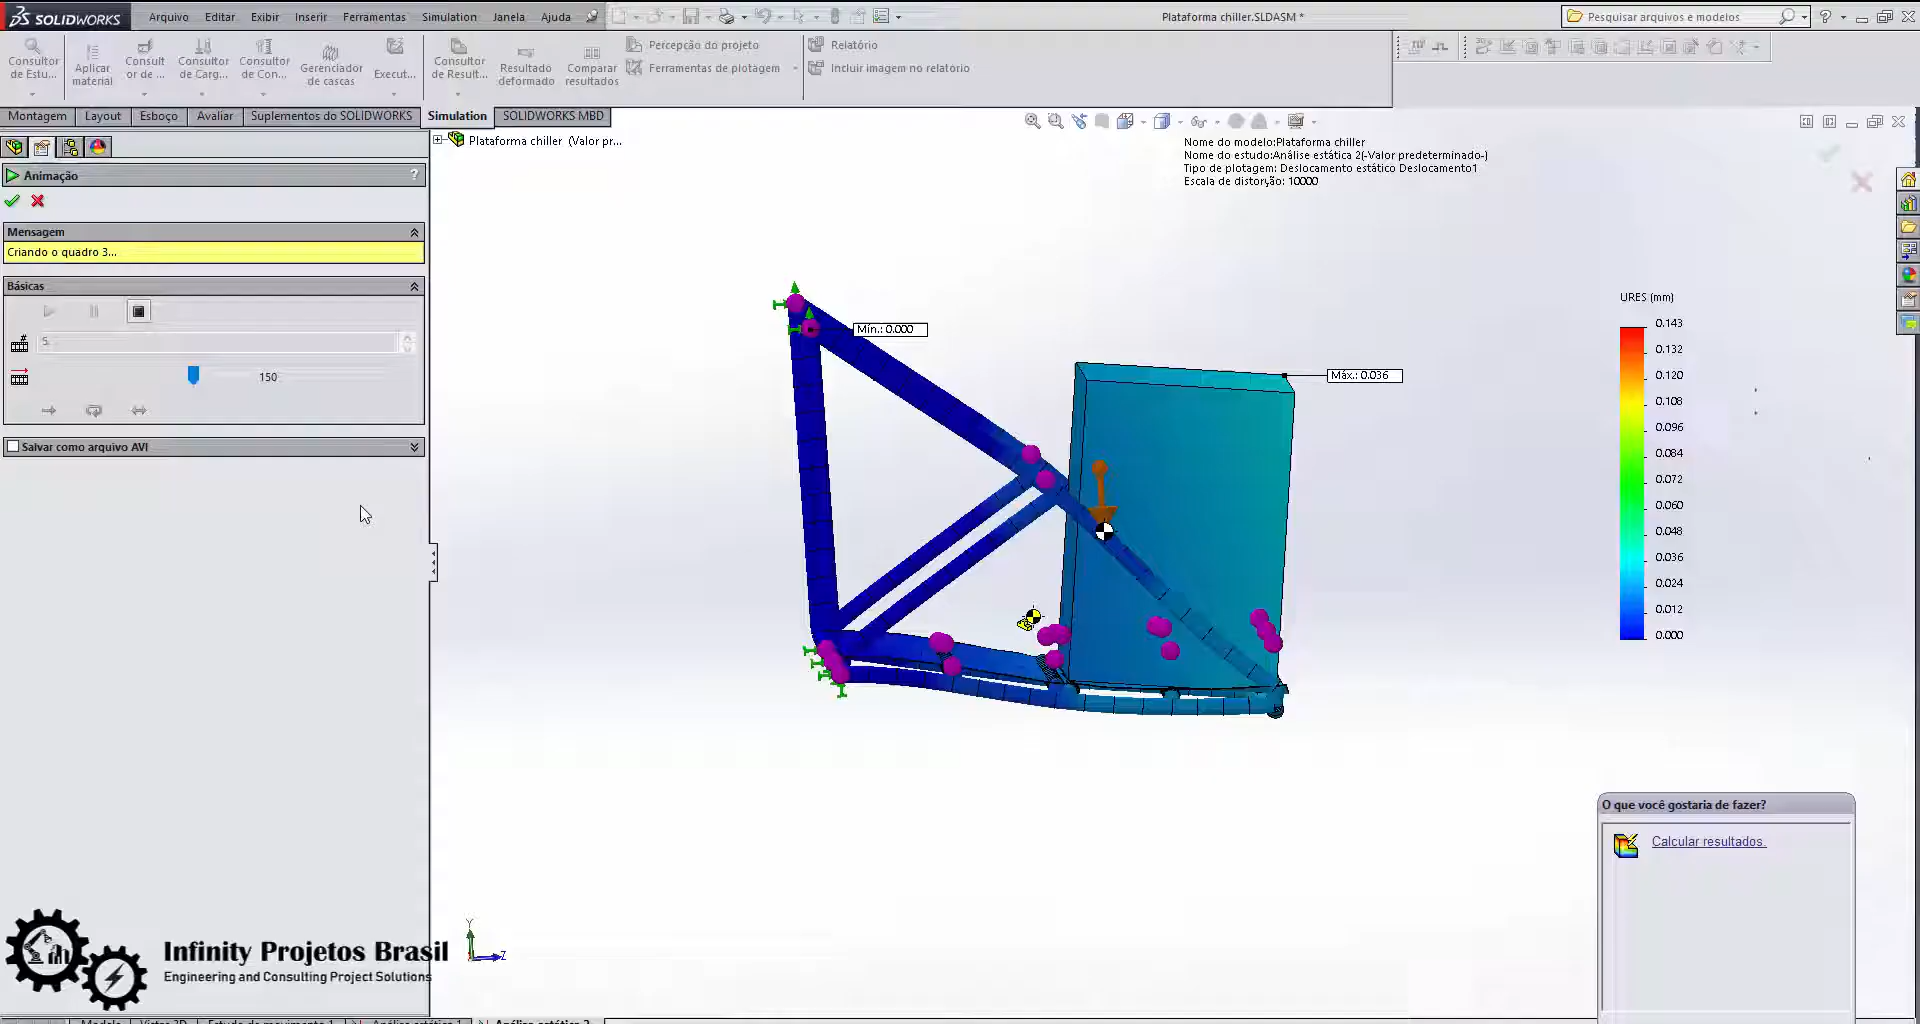 SOLIDWORKS
Arquivo Editar Exibir Inserir Ferramentas Simulation Janela Ajuda
Plataforma chiller.SLDASM *
Pesquisar arquivos e modelos
Consultor de Estu...
Aplicar material
Consult or de ...
Consultor de Carg...
Consultor de Con...
Gerenciador de cascas
Execut...
Consultor de Result...
Resultado deformado
Comparar resultados
Percepção do projeto
Ferramentas de plotagem
Relatório
Incluir imagem no relatório
Montagem Layout Esboço Avaliar Suplementos do SOLIDWORKS Simulation SOLIDWORKS MBD
Plataforma chiller (Valor pr...
Nome do modelo:Plataforma chiller
Nome do estudo:Análise estática 2(-Valor predeterminado-)
Tipo de plotagem: Deslocamento estático Deslocamento1
Escala de distorção: 10000
Animação
?
Mensagem
Criando o quadro 3...
Básicas
5
150
Salvar como arquivo AVI
Mín.: 0.000
Máx.: 0.036
URES (mm)
0.143
0.132
0.120
0.108
0.096
0.084
0.072
0.060
0.048
0.036
0.024
0.012
0.000
O que você gostaria de fazer?
Calcular resultados.
Y
Z
Infinity Projetos Brasil
Engineering and Consulting Project Solutions